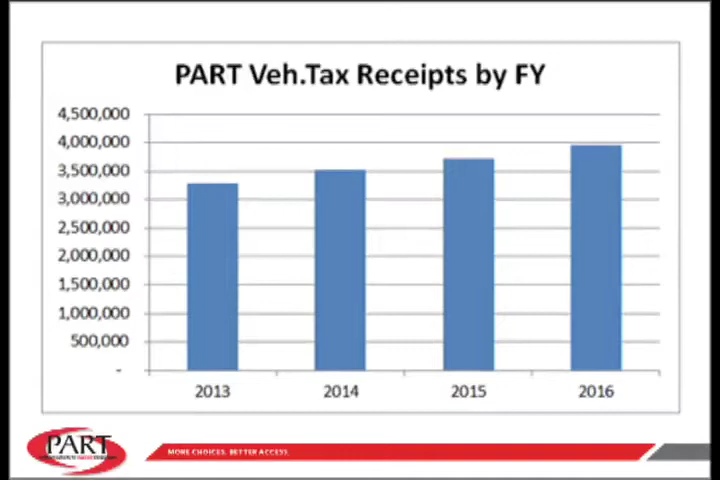 PART Veh.Tax Receipts by FY
4,500,000
4,000,000
3,500,000
3,000,000
2,500,000
2,000,000
1,500,000
1,000,000
500,000
-
2013 2014 2015 2016
PART
MORE CHOICES. BETTER ACCESS.